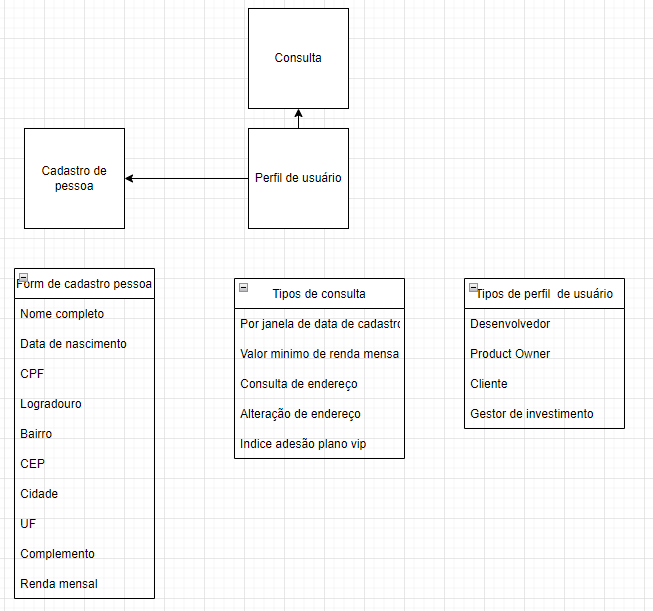 Consulta
Cadastro de
pessoa
Perfil de usuário
Form de cadastro pessoa
Nome completo
Data de nascimento
CPF
Logradouro
Bairro
CEP
Cidade
UF
Complemento
Renda mensal
Tipos de consulta
Por janela de data de cadastro
Valor minimo de renda mensa
Consulta de endereço
Alteração de endereço
Indice adesão plano vip
Tipos de perfil  de usuário
Desenvolvedor
Product Owner
Cliente
Gestor de investimento